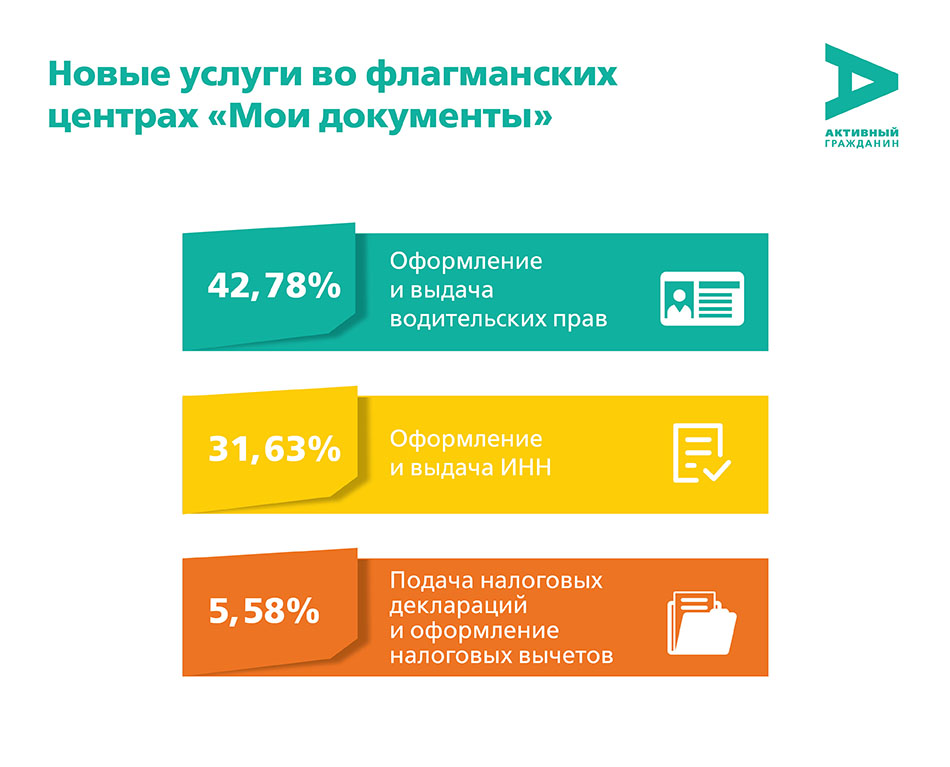 Новые услуги во флагманских
центрах «Мои документы»
АКТИВНЫЙ
ГРАЖДАНИН
42,78%
Оформление
и выдача
водительских прав
31,63%
Оформление
и выдача ИНН
5,58%
Подача налоговых
деклараций
и оформление
налоговых вычетов